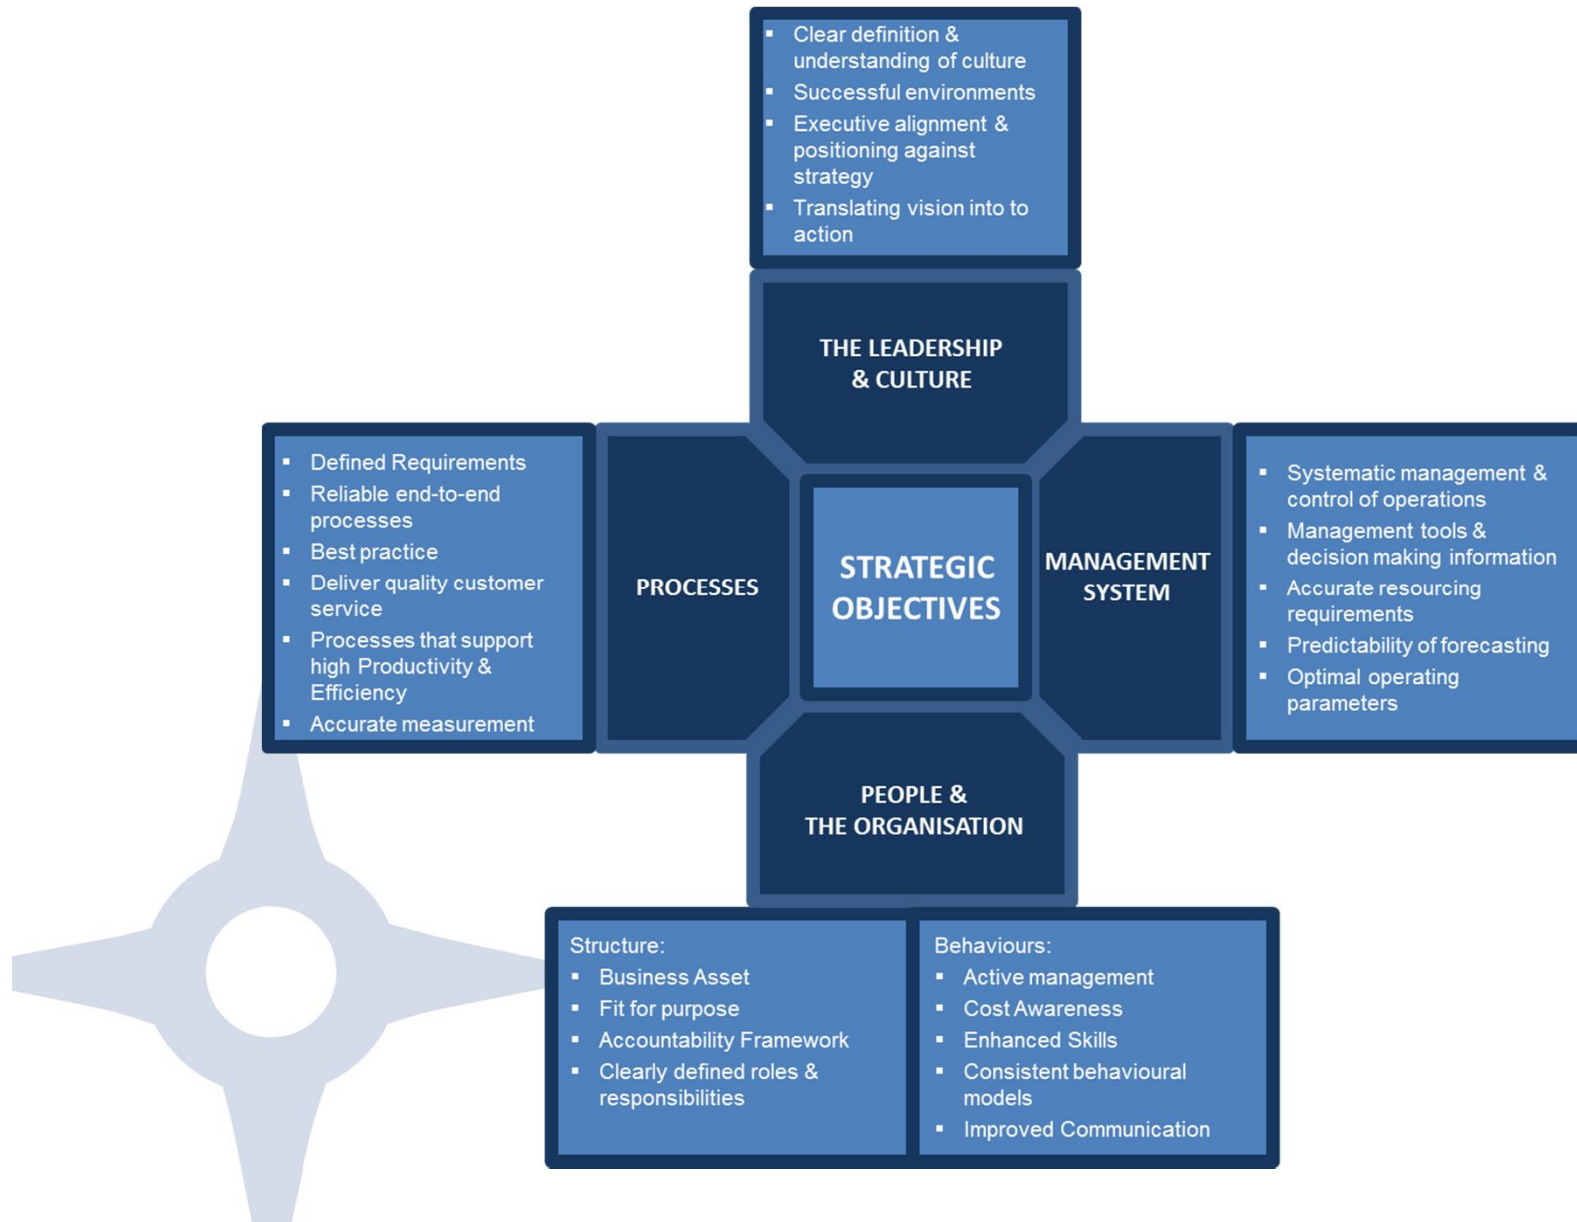 ▪ Clear definition &
understanding of culture
▪ Successful environments
▪ Executive alignment &
positioning against
strategy
▪ Translating vision into to
action
THE LEADERSHIP
& CULTURE
▪ Defined Requirements
▪ Reliable end-to-end
processes
▪ Best practice
▪ Deliver quality customer
service
▪ Processes that support
high Productivity &
Efficiency
▪ Accurate measurement
PROCESSES
STRATEGIC
OBJECTIVES
MANAGEMENT
SYSTEM
▪ Systematic management &
control of operations
▪ Management tools &
decision making information
▪ Accurate resourcing
requirements
▪ Predictability of forecasting
▪ Optimal operating
parameters
PEOPLE &
THE ORGANISATION
Structure:
▪ Business Asset
▪ Fit for purpose
▪ Accountability Framework
▪ Clearly defined roles &
responsibilities
Behaviours:
▪ Active management
▪ Cost Awareness
▪ Enhanced Skills
▪ Consistent behavioural
models
▪ Improved Communication